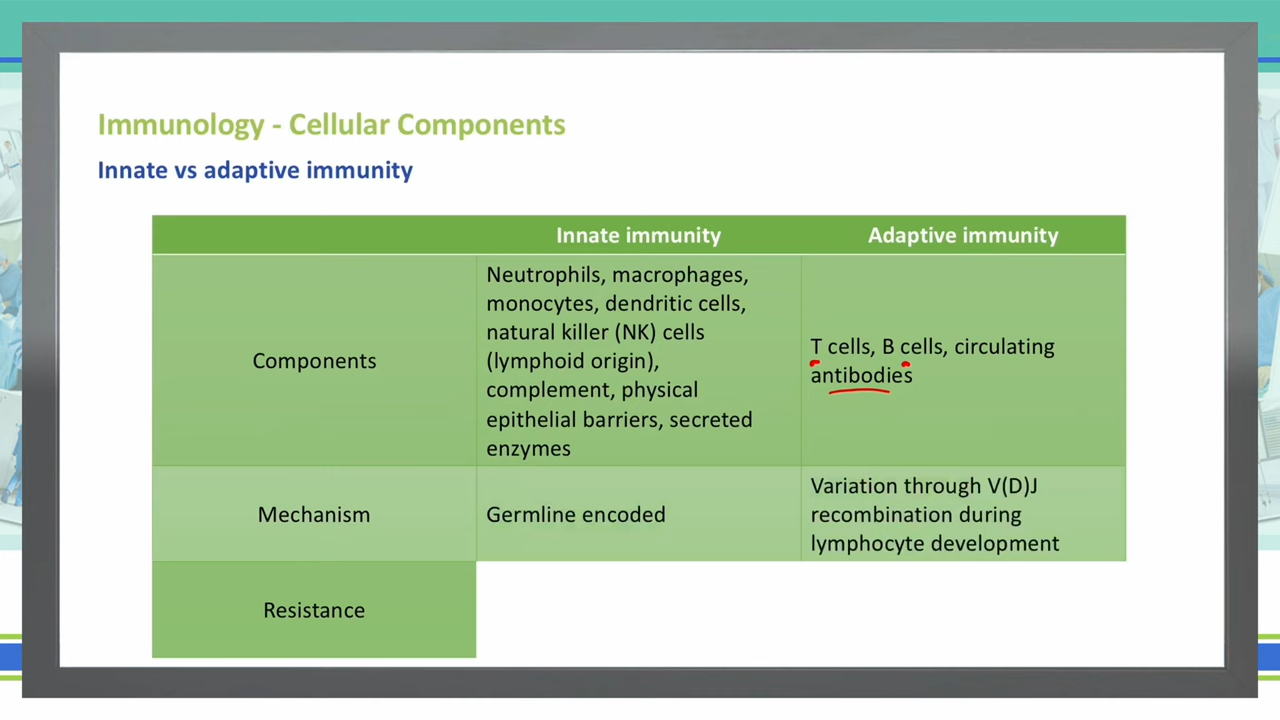 Immunology - Cellular Components
Innate vs adaptive immunity
Innate immunity
Adaptive immunity
Components
Neutrophils, macrophages,
monocytes, dendritic cells,
natural killer (NK) cells
(lymphoid origin),
complement, physical
epithelial barriers, secreted
enzymes
T cells, B cells, circulating
antibodies
Mechanism
Germline encoded
Variation through V(D)J
recombination during
lymphocyte development
Resistance